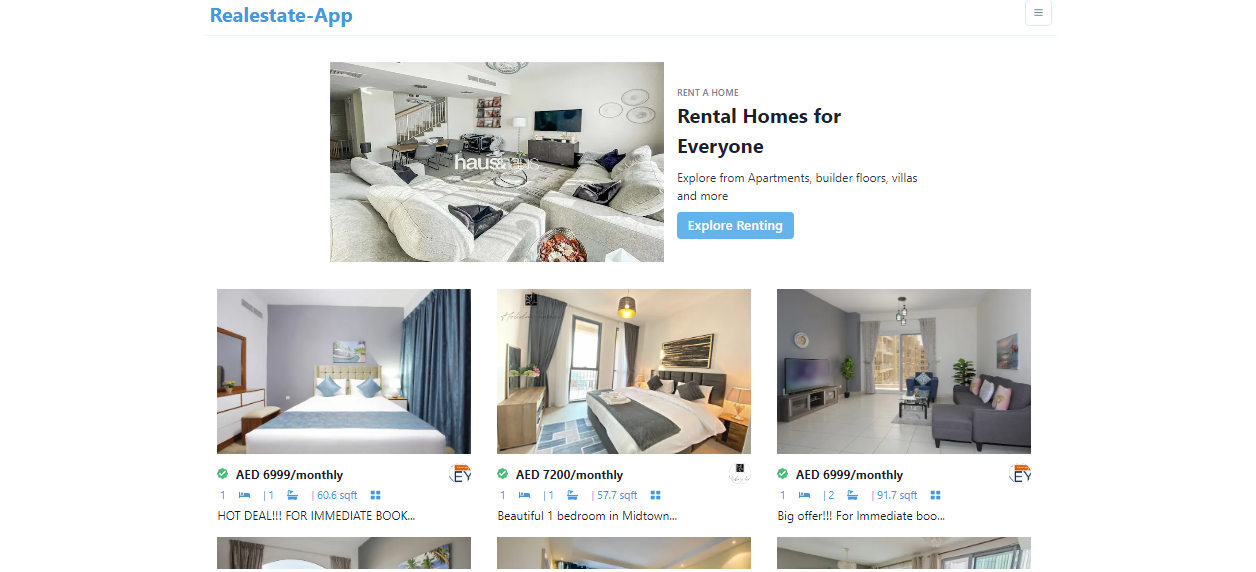 Realestate-App
haus & haus
RENT A HOME
Rental Homes for
Everyone
Explore from Apartments, builder floors, villas
and more
Explore Renting
AED 6999/monthly
EY
1 | 1 | 60.6 sqft
HOT DEAL!!! FOR IMMEDIATE BOOK...
AED 7200/monthly
1 | 1 | 57.7 sqft
Beautiful 1 bedroom in Midtown...
AED 6999/monthly
EY
1 | 2 | 91.7 sqft
Big offer!!! For Immediate boo...